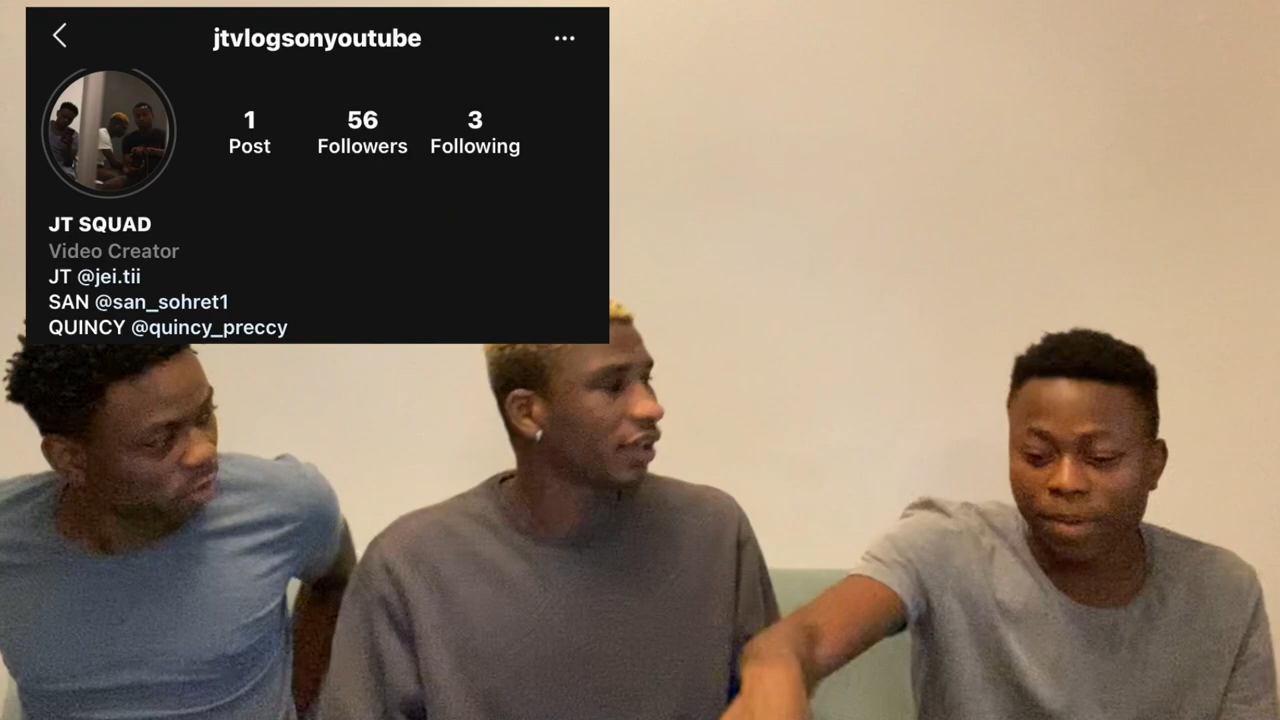 jtvlogsonyoutube
1 56 3
Post Followers Following
JT SQUAD
Video Creator
JT @jei.tii
SAN @san_sohret1
QUINCY @quincy_preccy